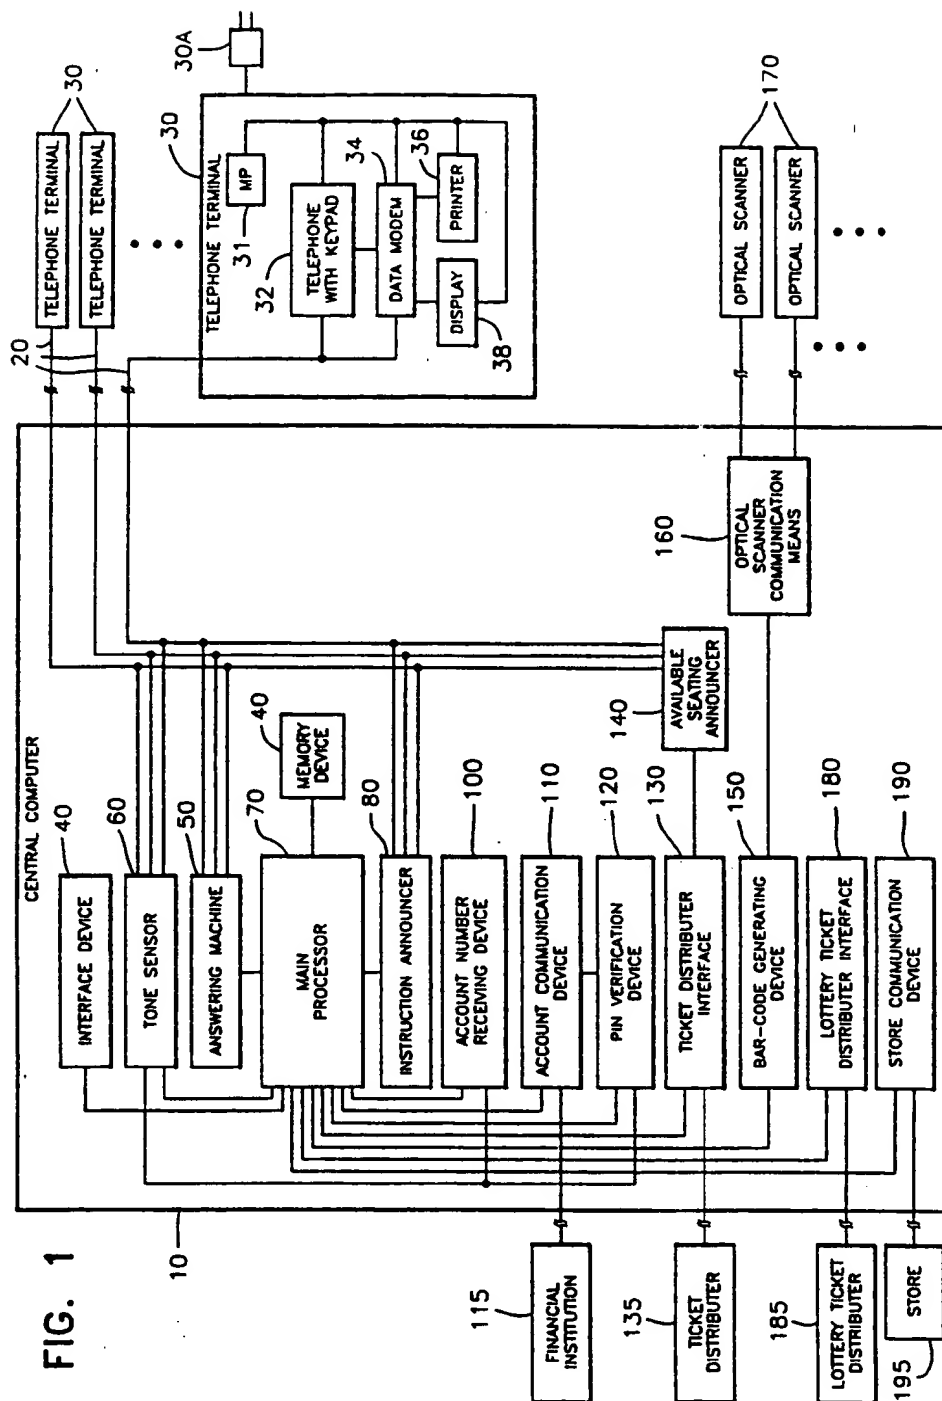 FIG. 1
10
CENTRAL COMPUTER
40
INTERFACE DEVICE
60
TONE SENSOR
50
ANSWERING MACHINE
70
MAIN
PROCESSOR
40
MEMORY
DEVICE
80
INSTRUCTION ANNOUNCER
100
ACCOUNT NUMBER
RECEIVING DEVICE
110
ACCOUNT COMMUNICATION
DEVICE
120
PIN VERIFICATION
DEVICE
130
TICKET DISTRIBUTER
INTERFACE
140
AVAILABLE
SEATING
ANNOUNCER
150
BAR-CODE GENERATING
DEVICE
160
OPTICAL
SCANNER
COMMUNICATION
MEANS
180
LOTTERY TICKET
DISTRIBUTER INTERFACE
190
STORE COMMUNICATION
DEVICE
115
FINANCIAL
INSTITUTION
135
TICKET
DISTRIBUTER
185
LOTTERY TICKET
DISTRIBUTER
195
STORE
20
TELEPHONE TERMINAL
TELEPHONE TERMINAL
30
30A
30
TELEPHONE TERMINAL
MP
31
32
TELEPHONE
WITH KEYPAD
34
DATA MODEM
36
PRINTER
DISPLAY
38
170
OPTICAL SCANNER
OPTICAL SCANNER